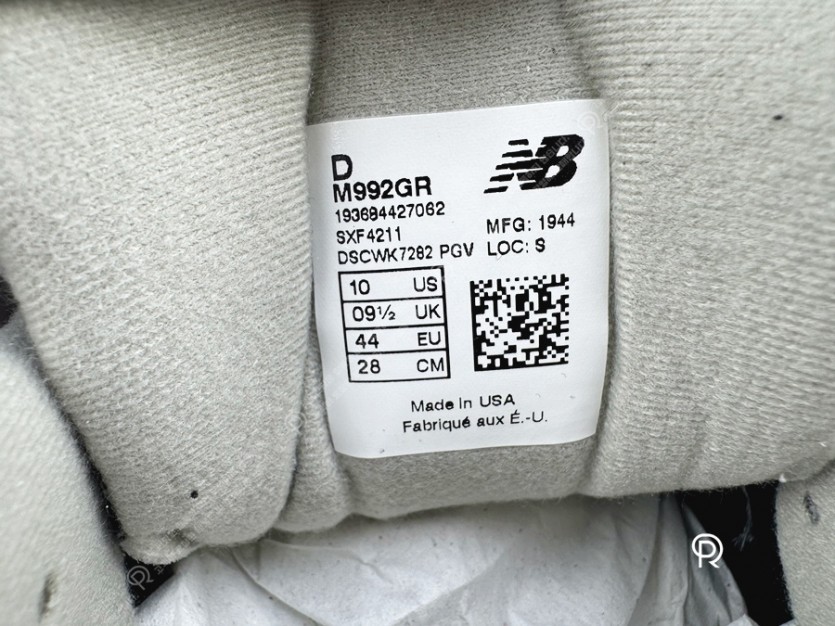 D
NB
M992GR
193684427062
SXF4211
MFG: 1944
DSCWK7282 PGV
LOC: S
10 US
09½ UK
44 EU
28 CM
Made in USA
Fabriqué aux É.-U.